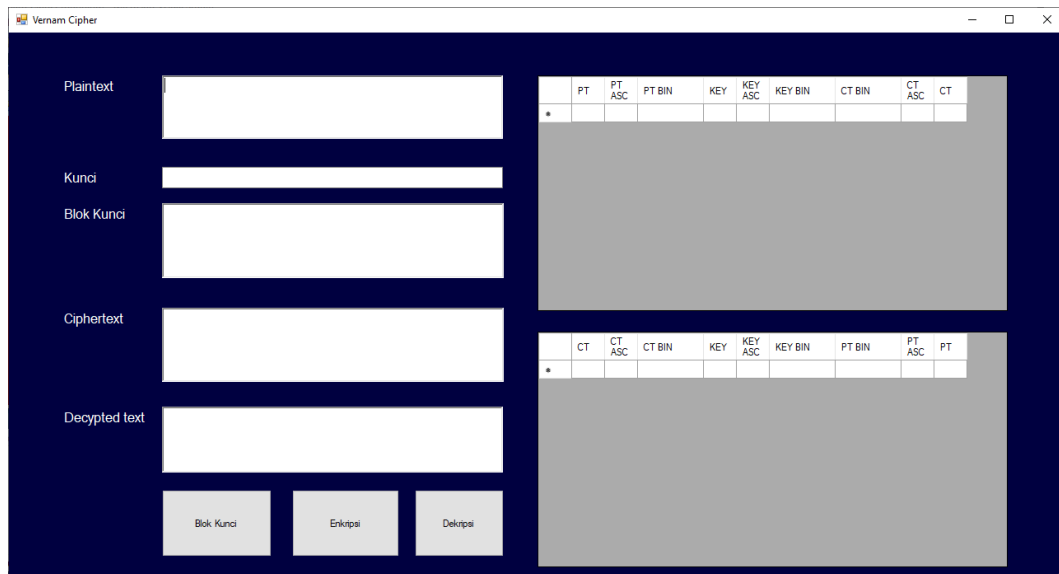 Vernam Cipher
Plaintext
Kunci
Blok Kunci
Ciphertext
Decypted text
Blok Kunci
Enkripsi
Dekripsi
PT PT ASC PT BIN KEY KEY ASC KEY BIN CT BIN CT ASC CT
CT CT ASC CT BIN KEY KEY ASC KEY BIN PT BIN PT ASC PT